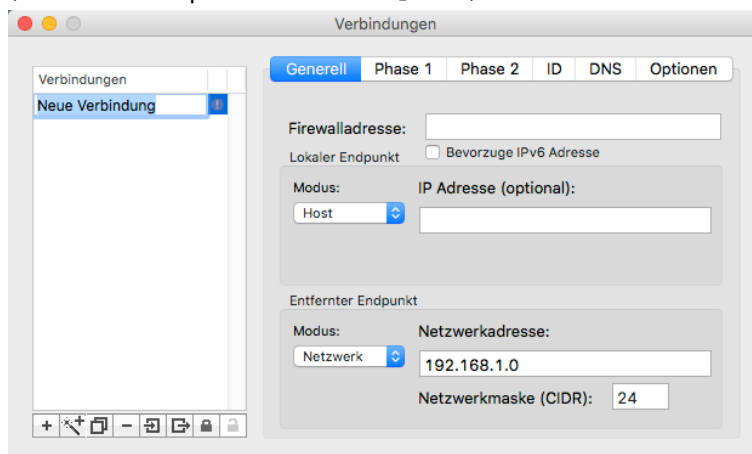 Verbindungen
Verbindungen
Neue Verbindung
Generell Phase 1 Phase 2 ID DNS Optionen
Firewalladresse:
Lokaler Endpunkt
Bevorzuge IPv6 Adresse
Modus:
IP Adresse (optional):
Host
Entfernter Endpunkt
Modus:
Netzwerkadresse:
Netzwerk
192.168.1.0
Netzwerkmaske (CIDR): 24